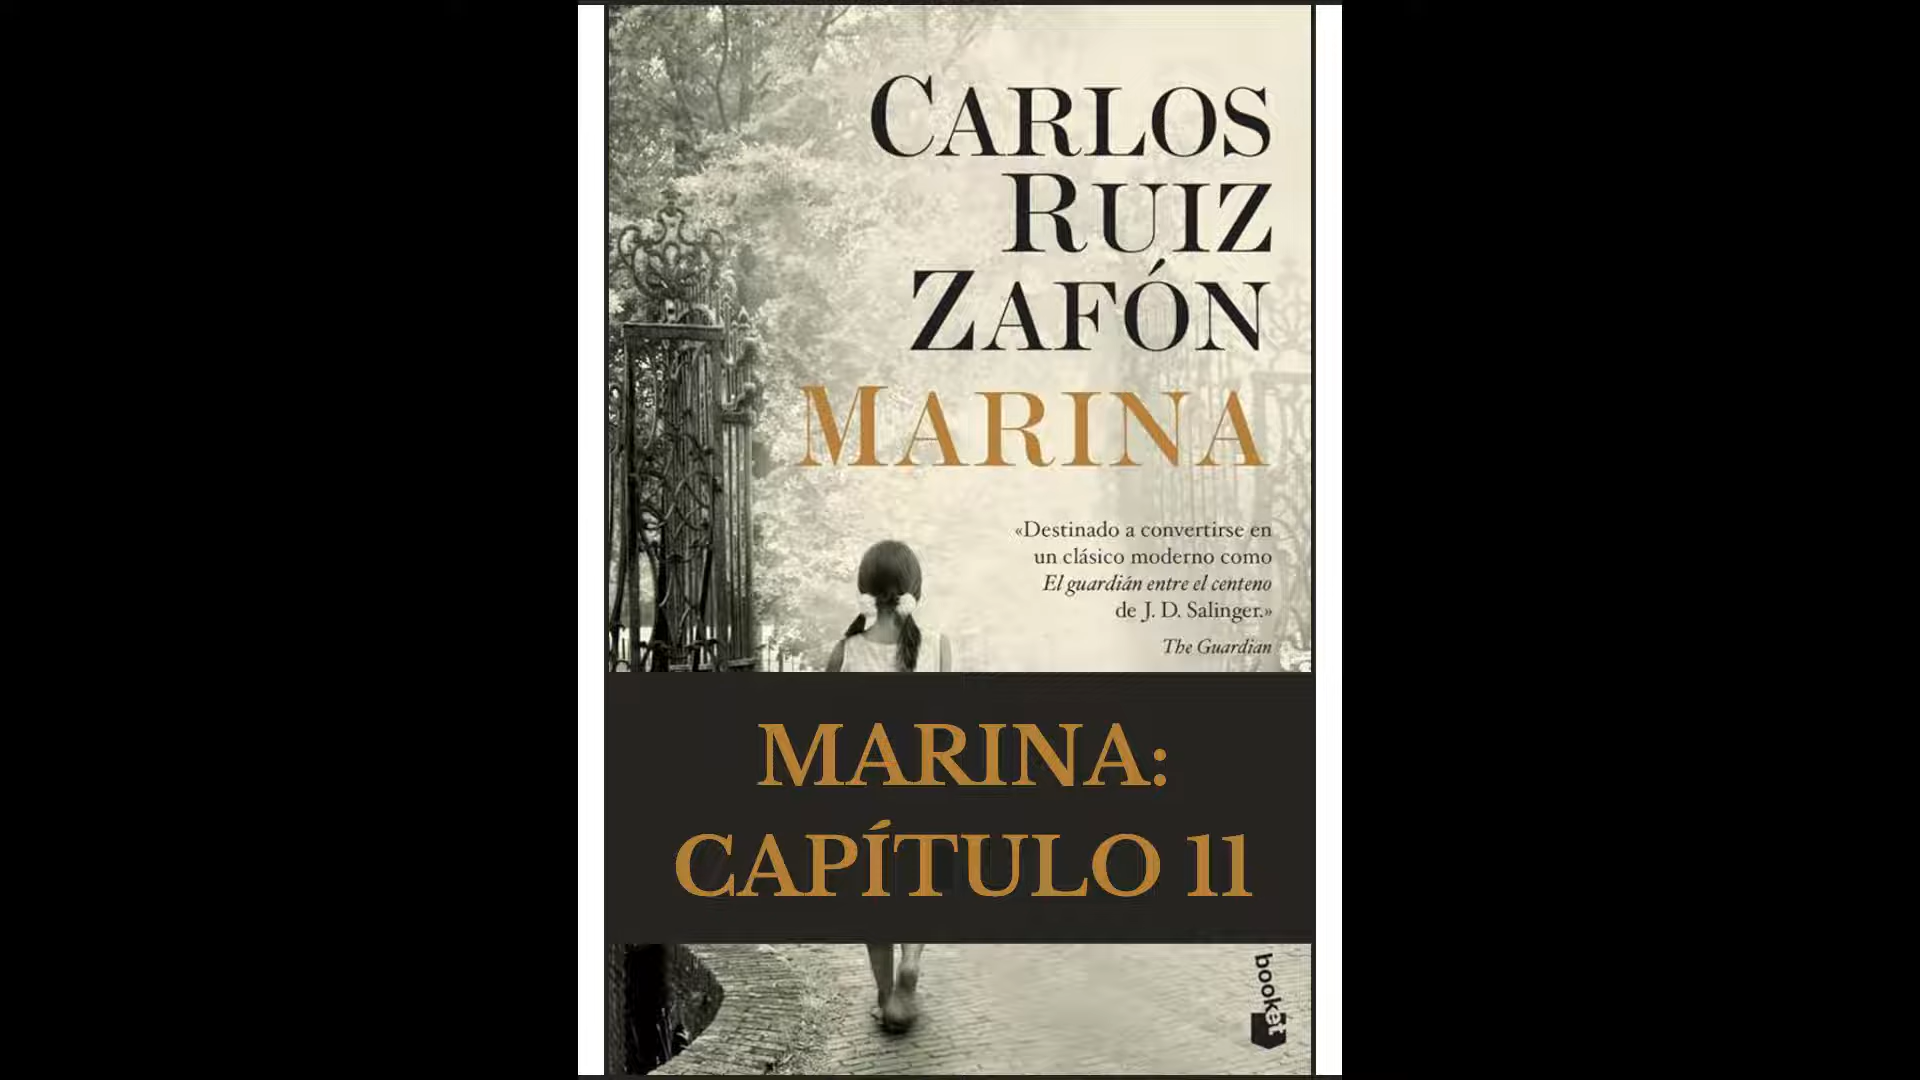 CARLOS
RUIZ
ZAFÓN
MARINA
«Destinado a convertirse en
un clásico moderno como
El guardián entre el centeno
de J. D. Salinger.»
The Guardian
MARINA:
CAPÍTULO 11
booket